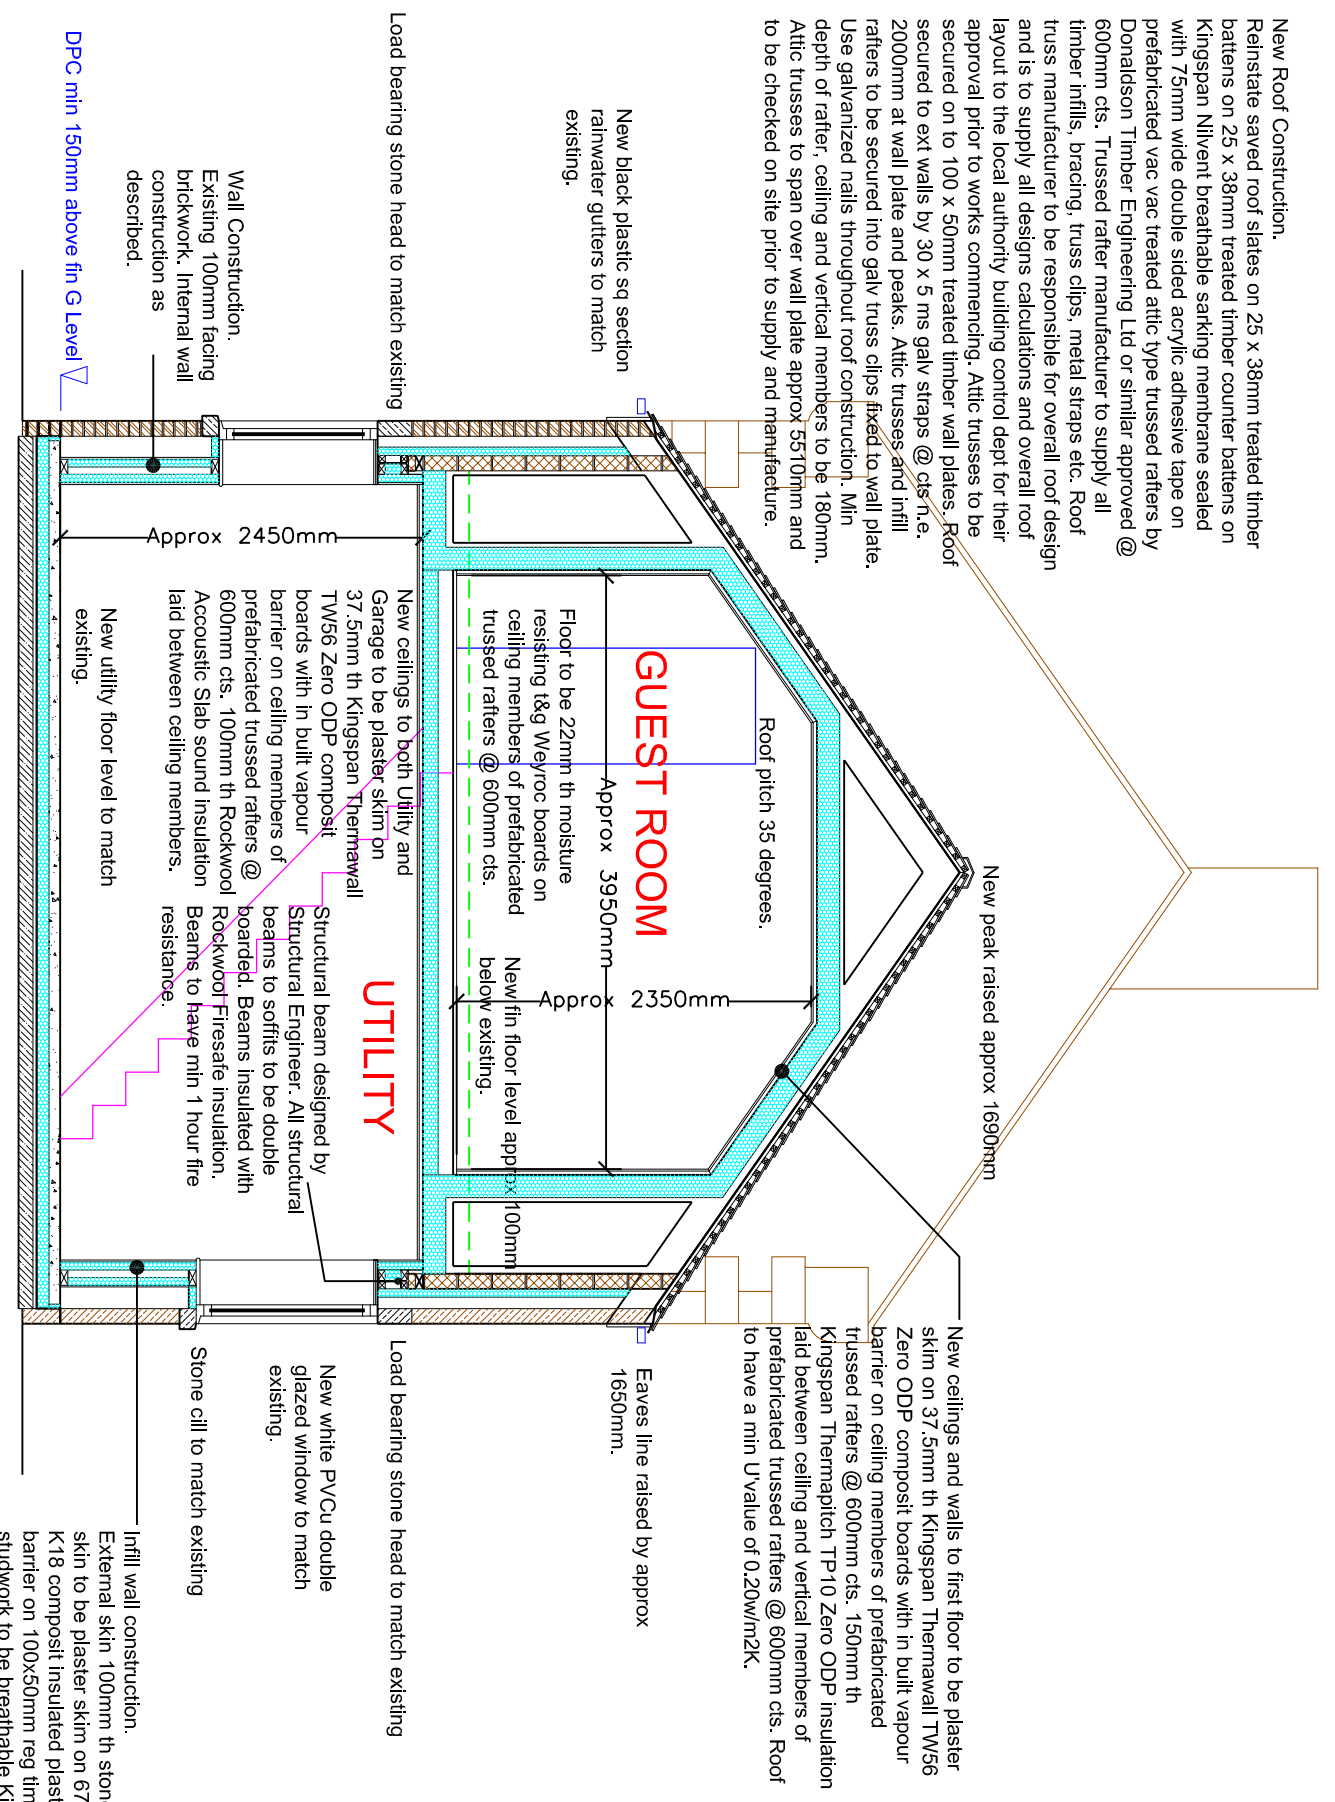 New Roof Construction.
Reinstate saved roof slates on 25 x 38mm treated timber
battens on 25 x 38mm treated timber counter battens on
Kingspan Nilvent breathable sarking membrane sealed
with 75mm wide double sided acrylic adhesive tape on
prefabricated vac vac treated attic type trussed rafters by
Donaldson Timber Engineering Ltd or similar approved @
600mm cts. Trussed rafter manufacturer to supply all
timber infills, bracing, truss clips, metal straps etc. Roof
truss manufacturer to be responsible for overall roof design
and is to supply all designs calculations and overall roof
layout to the local authority building control dept for their
approval prior to works commencing. Attic trusses to be
secured on to 100 x 50mm treated timber wall plates. Roof
secured to ext walls by 30 x 5 ms galv straps @ cts n.e.
2000mm at wall plate and peaks. Attic trusses and infill
rafters to be secured into galv truss clips fixed to wall plate.
Use galvanized nails throughout roof construction. Min
depth of rafter, ceiling and vertical members to be 180mm.
Attic trusses to span over wall plate approx 5510mm and
to be checked on site prior to supply and manufacture.
New peak raised approx 1690mm
New ceilings and walls to first floor to be plaster
skim on 37.5mm th Kingspan Thermawall TW56
Zero ODP composit boards with in built vapour
barrier on ceiling members of prefabricated
trussed rafters @ 600mm cts. 150mm th
Kingspan Thermapitch TP10 Zero ODP insulation
laid between ceiling and vertical members of
prefabricated trussed rafters @ 600mm cts. Roof
to have a min U'value of 0.20w/m2K.
Roof pitch 35 degrees.
New black plastic sq section
rainwater gutters to match
existing.
GUEST ROOM
Approx 3950mm
Approx 2350mm
Eaves line raised by approx
1650mm.
Floor to be 22mm th moisture
resisting t&g Weyroc boards on
ceiling members of prefabricated
trussed rafters @ 600mm cts.
New fin floor level approx 100mm
below existing.
Load bearing stone head to match existing
New ceilings to both Utility and
Garage to be plaster skim on
37.5mm th Kingspan Thermawall
TW56 Zero ODP composit
boards with in built vapour
barrier on ceiling members of
prefabricated trussed rafters @
600mm cts. 100mm th Rockwool
Accoustic Slab sound insulation
laid between ceiling members.
UTILITY
Load bearing stone head to match existing
Approx 2450mm
Structural beam designed by
Structural Engineer. All structural
beams to soffits to be double
boarded. Beams insulated with
Rockwool Firesafe insulation.
Beams to have min 1 hour fire
resistance.
New white PVCu double
glazed window to match
existing.
Wall Construction.
Existing 100mm facing
brickwork. Internal wall
construction as
described.
Stone cill to match existing
New utility floor level to match
existing.
DPC min 150mm above fin G Level
Infill wall construction.
External skin 100mm th
skin to be plaster skim on 67
K18 composit insulated
barrier on 100x50mm reg
studwork to be breathable